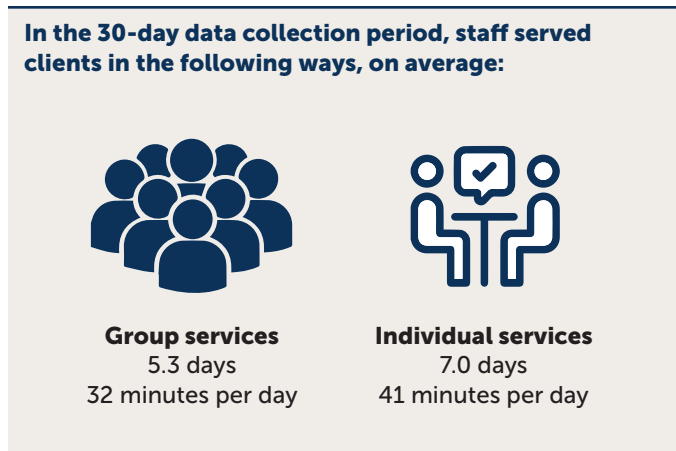 In the 30-day data collection period, staff served
clients in the following ways, on average:
Group services
5.3 days
32 minutes per day
Individual services
7.0 days
41 minutes per day